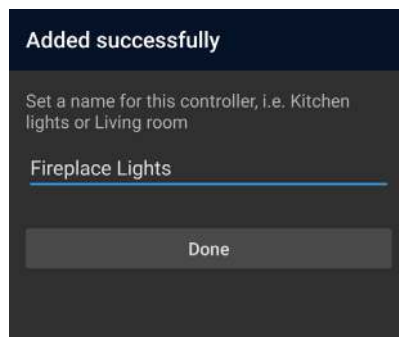 Added successfully
Set a name for this controller, i.e. Kitchen
lights or Living room
Fireplace Lights
Done